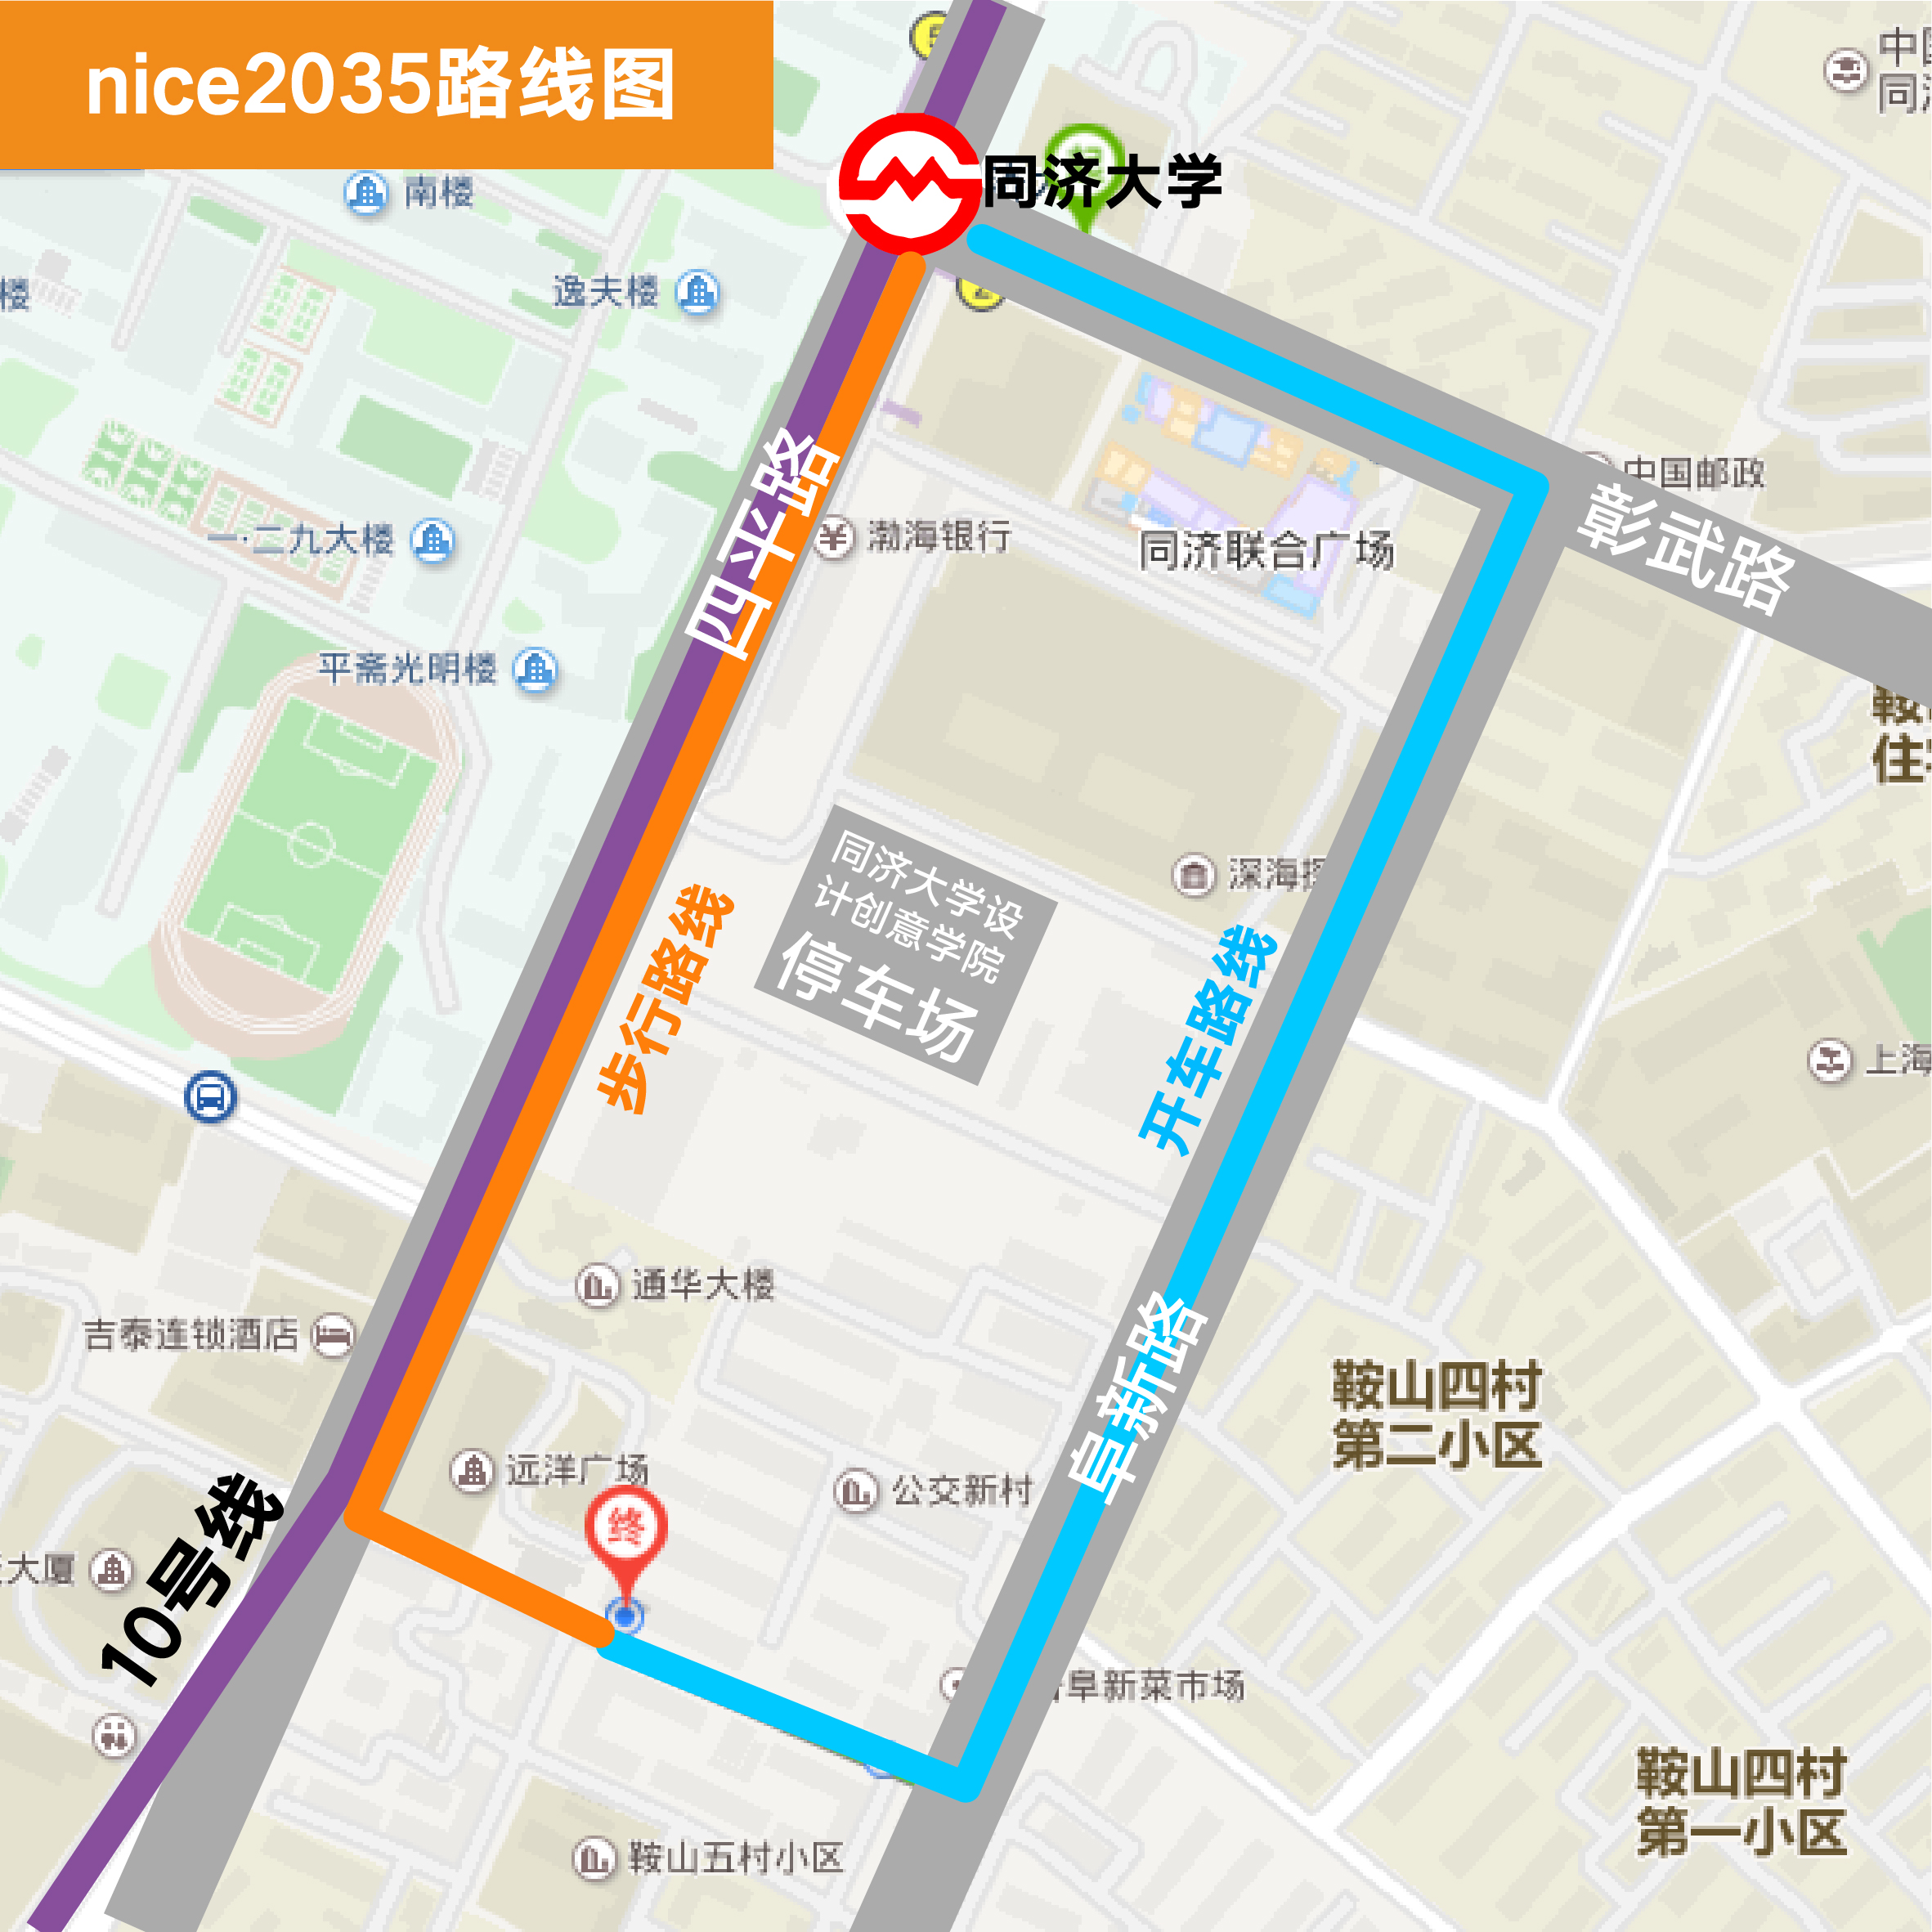 nice2035路线图
中国
同济
南楼
同济大学
楼
逸夫楼
中国邮政
彰武路
四平路
一·二九大楼
渤海银行
同济联合广场
平斋光明楼
鞍
住宅
同济大学设
计创意学院
停车场
深海探
步行路线
开车路线
上海
通华大楼
吉泰连锁酒店
阜新路
鞍山四村
第二小区
远洋广场
公交新村
10号线
终
大厦
阜新菜市场
鞍山四村
第一小区
鞍山五村小区